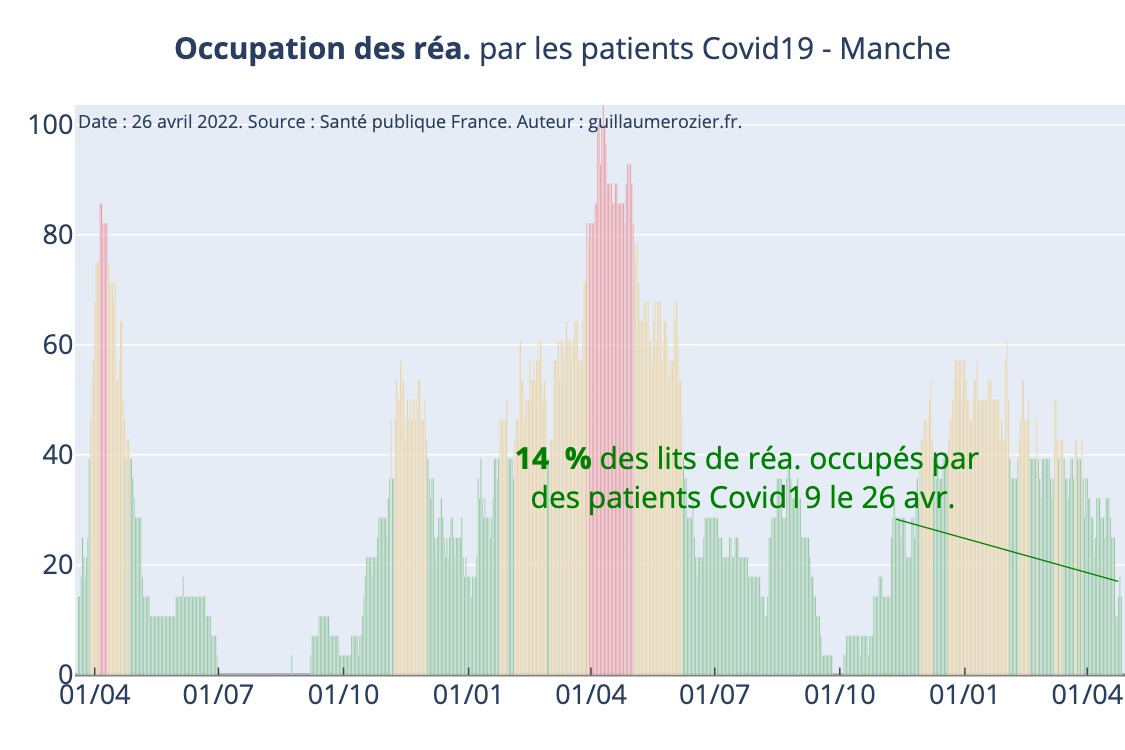 Occupation des réa. par les patients Covid19 - Manche
Date : 26 avril 2022. Source : Santé publique France. Auteur : guillaumerozier.fr.
100
80
60
40
20
0
14 % des lits de réa. occupés par
des patients Covid19 le 26 avr.
01/04 01/07 01/10 01/01 01/04 01/07 01/10 01/01 01/04